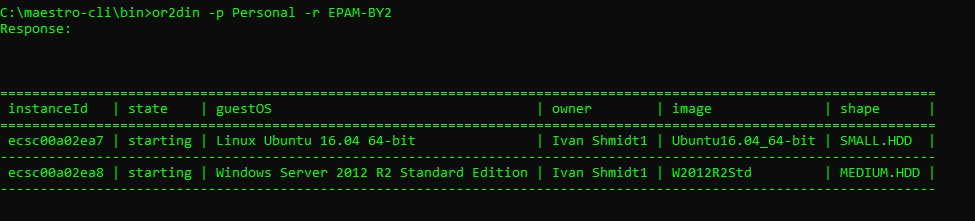 C:\maestro-cli\bin>or2din -p Personal -r EPAM-BY2
Response:
=====================================================================================================================
instanceId | state | guestOS | owner | image | shape |
=====================================================================================================================
ecsc00a02ea7 | starting | Linux Ubuntu 16.04 64-bit | Ivan Shmidt1 | Ubuntu16.04_64-bit | SMALL.HDD |
---------------------------------------------------------------------------------------------------------------------
ecsc00a02ea8 | starting | Windows Server 2012 R2 Standard Edition | Ivan Shmidt1 | W2012R2Std | MEDIUM.HDD |
---------------------------------------------------------------------------------------------------------------------